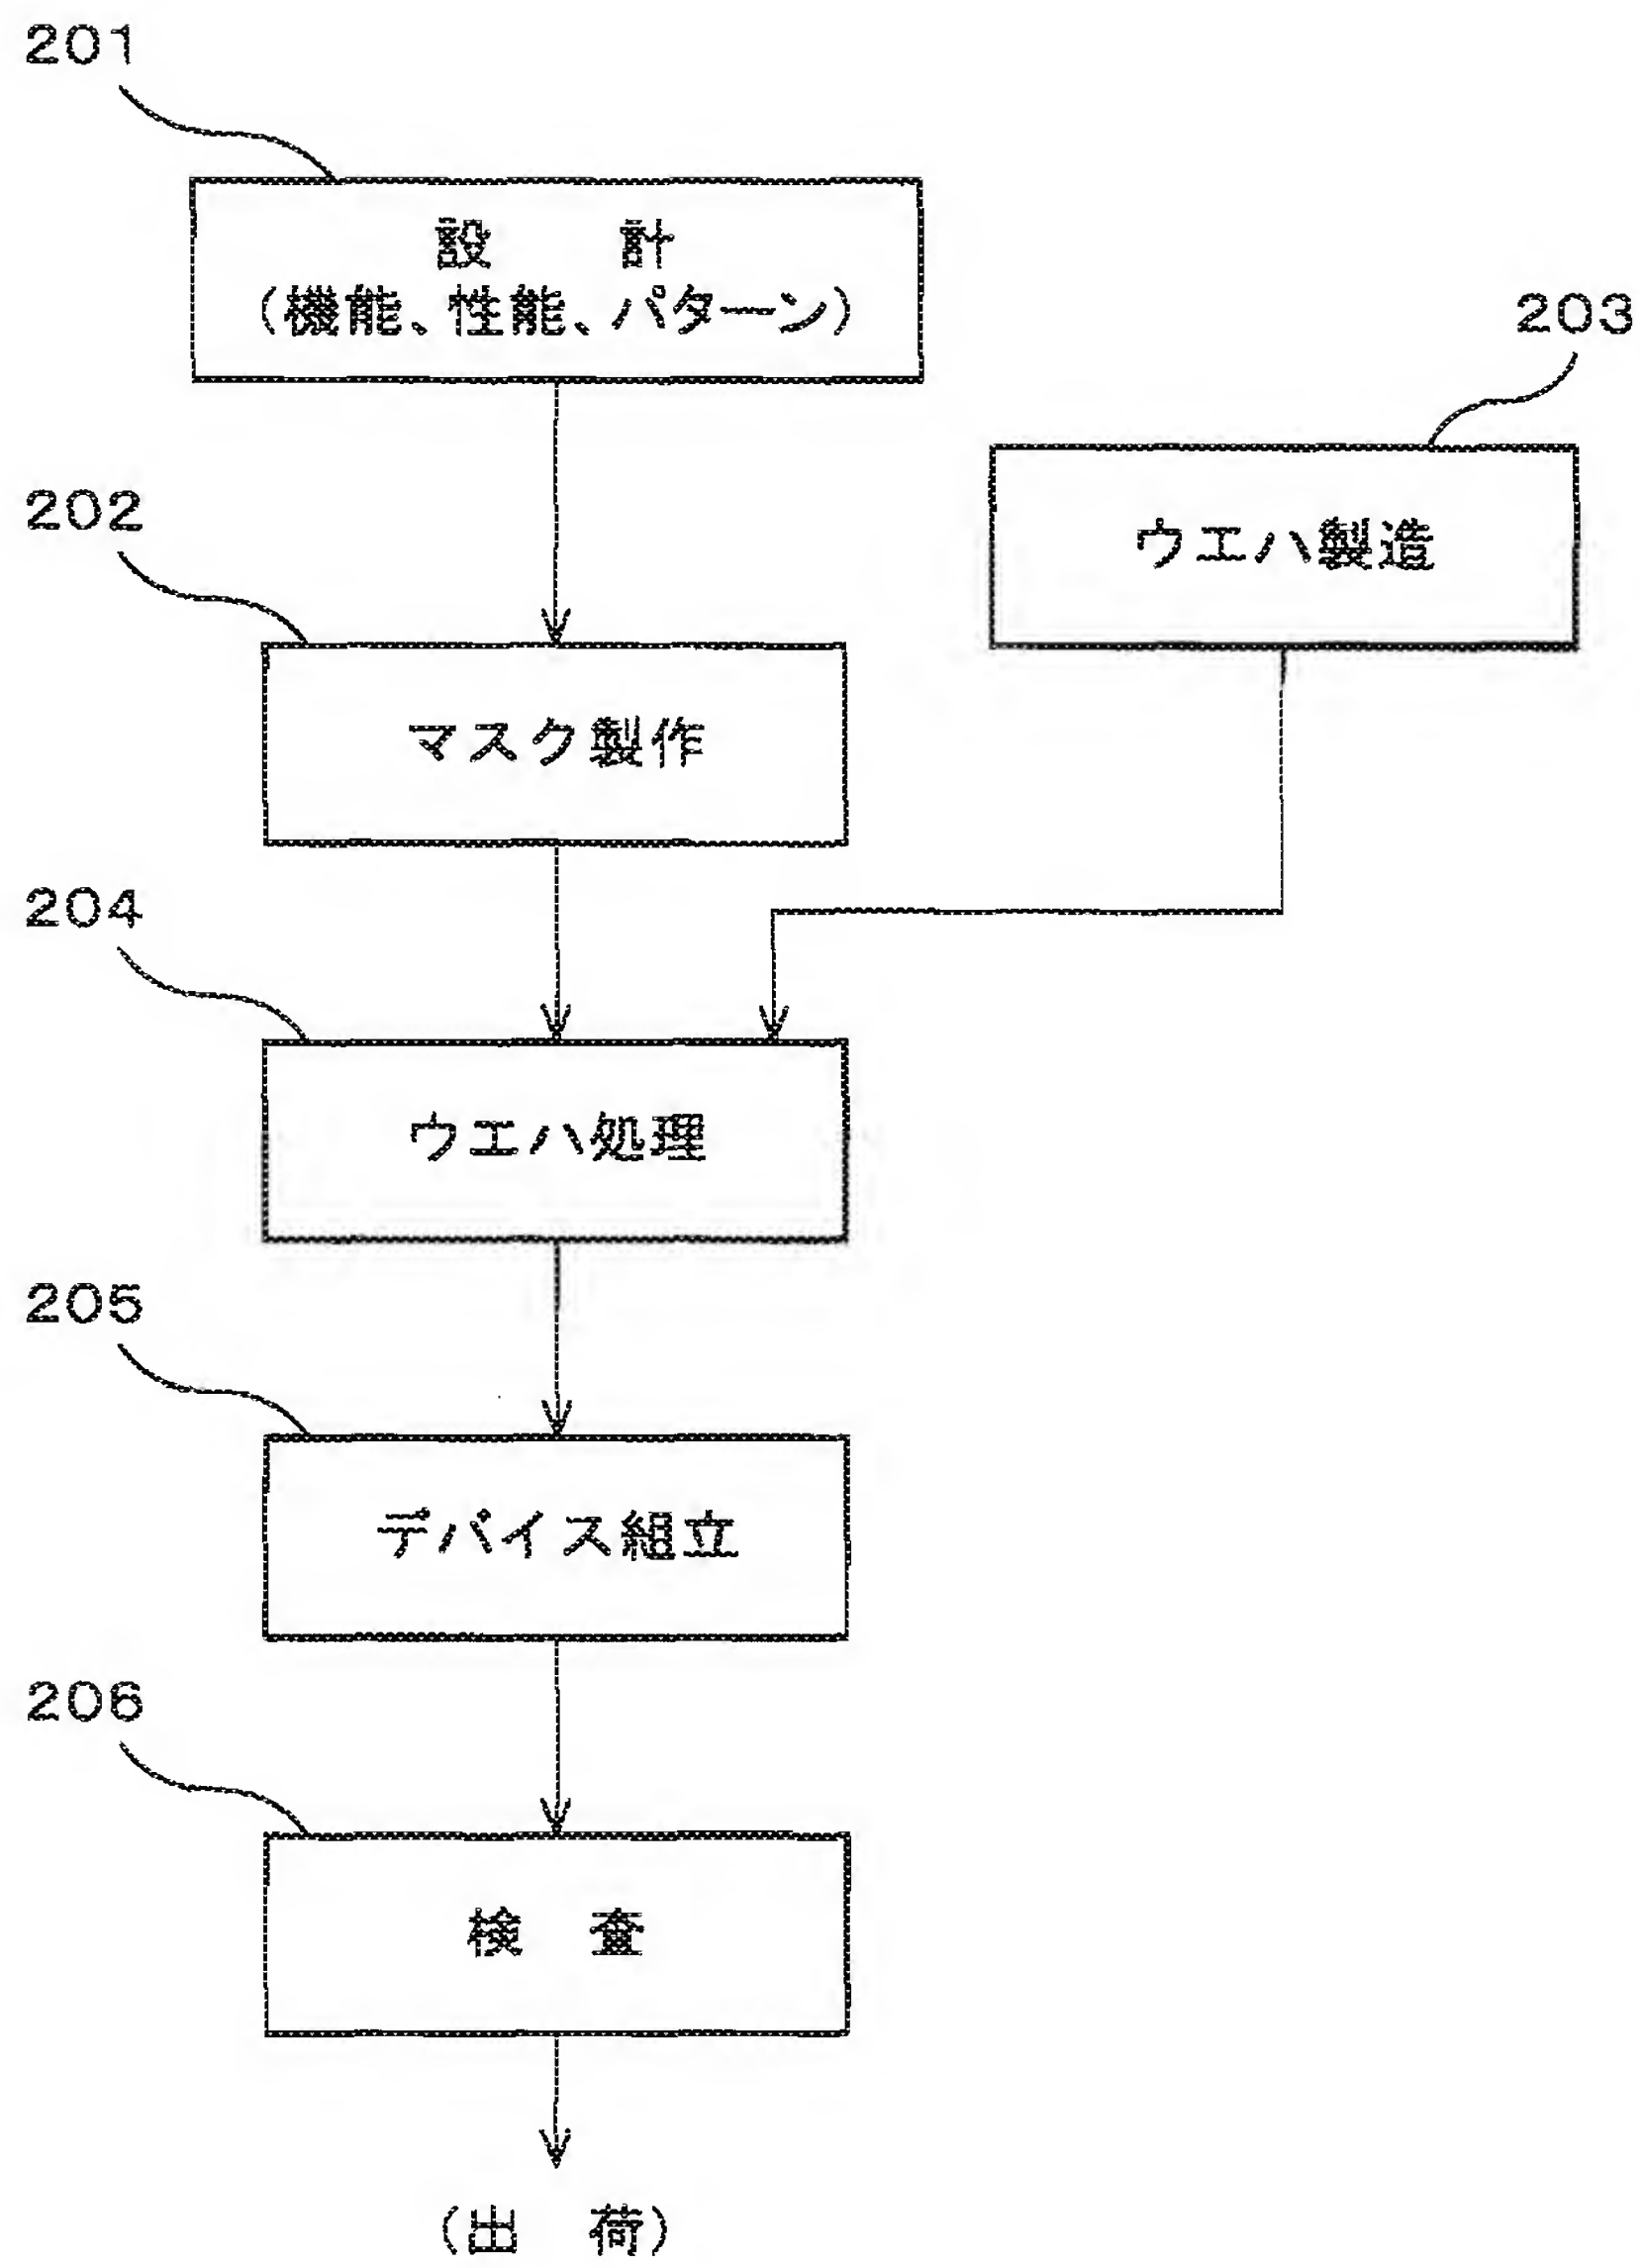 201
設 計
(機能、性能、パターン)
203
ウエハ製造
202
マスク製作
204
ウエハ処理
205
デバイス組立
206
検 査
(出 荷)